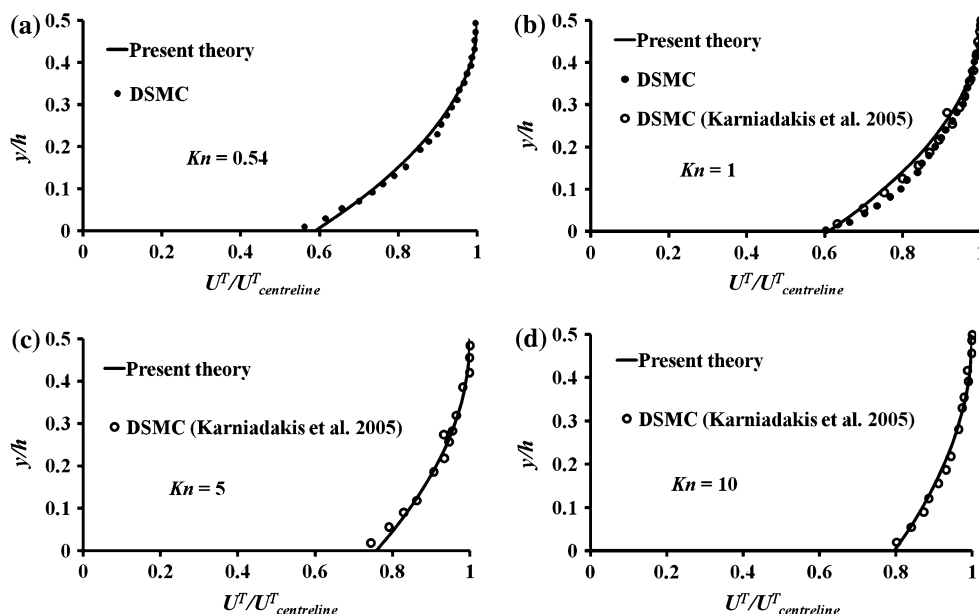 (a)
0.5
0.4
0.3
0.2
0.1
0
y/h
Present theory
DSMC
Kn = 0.54
0 0.2 0.4 0.6 0.8 1
U^T/U^T_centreline
(b)
0.5
0.4
0.3
0.2
0.1
0
y/h
Present theory
DSMC
DSMC (Karniadakis et al. 2005)
Kn = 1
0 0.2 0.4 0.6 0.8 1
U^T/U^T_centreline
(c)
0.5
0.4
0.3
0.2
0.1
0
y/h
Present theory
DSMC (Karniadakis et al. 2005)
Kn = 5
0 0.2 0.4 0.6 0.8 1
U^T/U^T_centreline
(d)
0.5
0.4
0.3
0.2
0.1
0
y/h
Present theory
DSMC (Karniadakis et al. 2005)
Kn = 10
0 0.2 0.4 0.6 0.8 1
U^T/U^T_centreline